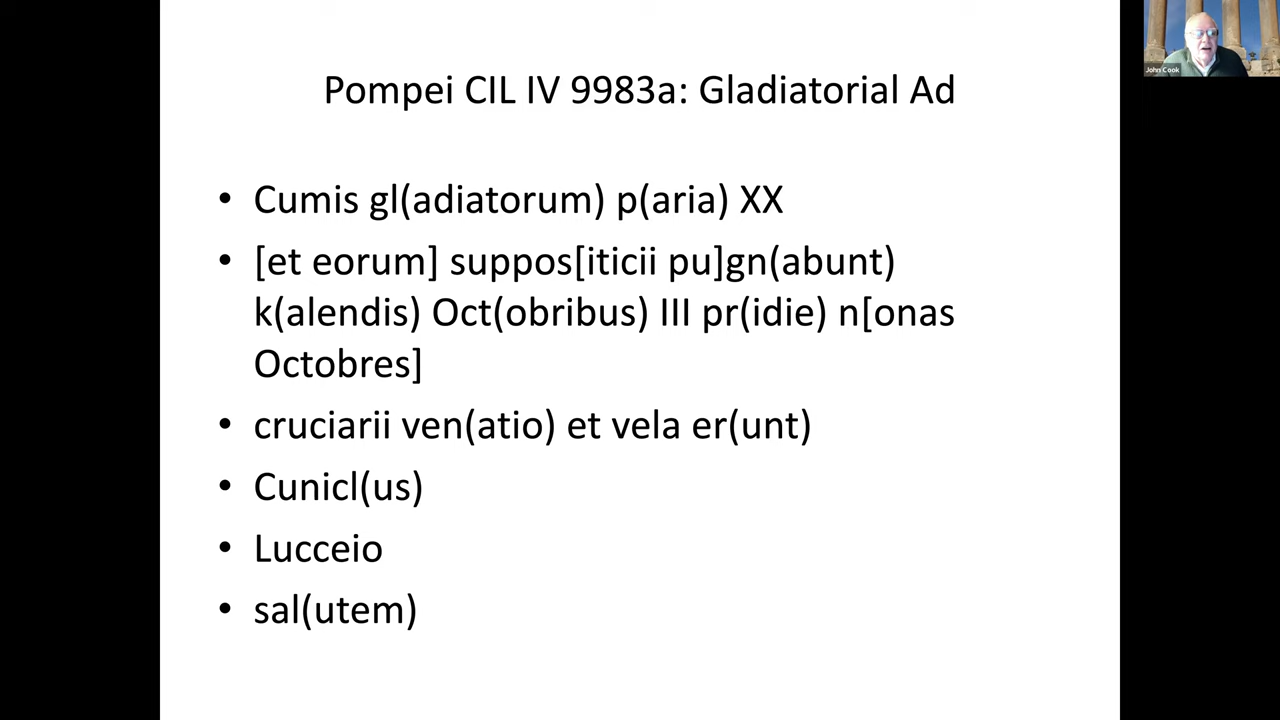 Pompei CIL IV 9983a: Gladiatorial Ad
• Cumis gl(adiatorum) p(aria) XX
• [et eorum] suppos[iticii pu]gn(abunt)
k(alendis) Oct(obribus) III pr(idie) n[onas
Octobres]
• cruciarii ven(atio) et vela er(unt)
• Cunicl(us)
• Lucceio
• sal(utem)
John Cook